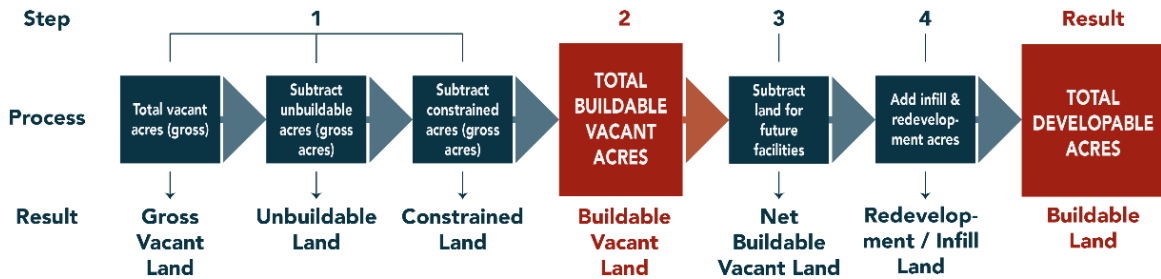 Step
1
2
3
4
Result
Process
Total vacant
acres (gross)
Subtract
unbuildable
acres (gross
acres)
Subtract
constrained
acres (gross
acres)
TOTAL
BUILDABLE
VACANT
ACRES
Subtract
land for
future
facilities
Add infill &
redevelop-
ment acres
TOTAL
DEVELOPABLE
ACRES
Result
Gross
Vacant
Land
Unbuildable
Land
Constrained
Land
Buildable
Vacant
Land
Net
Buildable
Vacant Land
Redevelop-
ment / Infill
Land
Buildable
Land